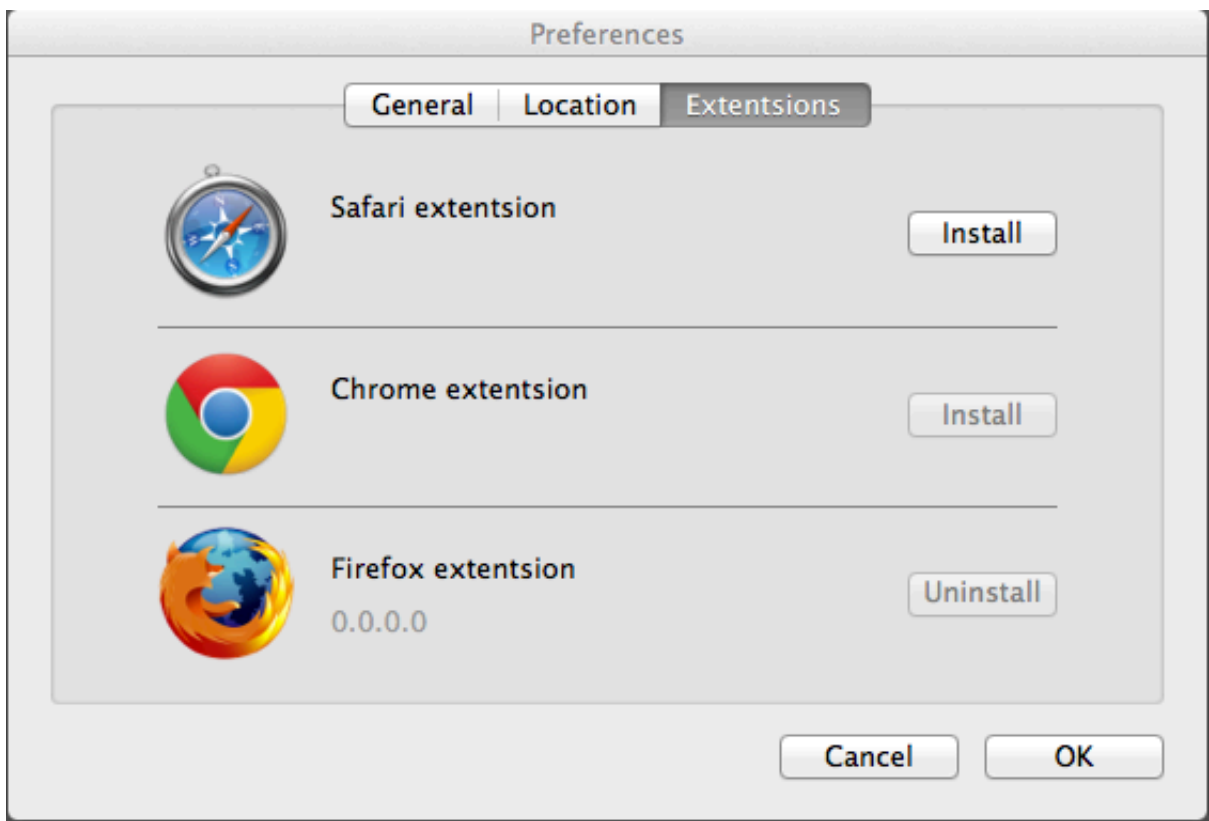 Preferences
General Location Extentsions
Safari extentsion
Install
Chrome extentsion
Install
Firefox extentsion
Uninstall
0.0.0.0
Cancel OK